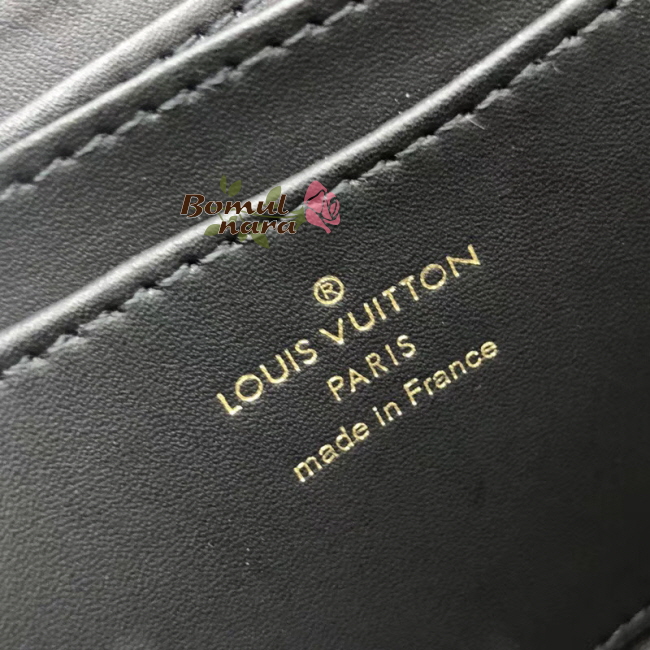 Bomul
nara
®
LOUIS VUITTON
PARIS
made in France